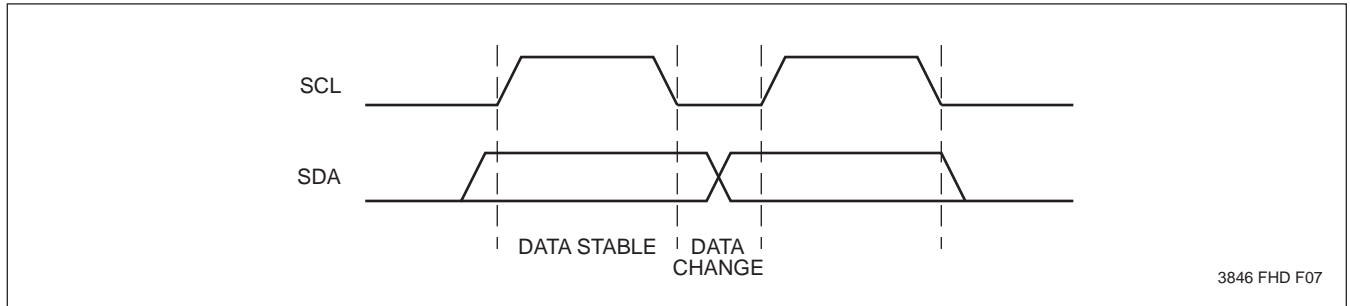 SCL
SDA
DATA STABLE
DATA
CHANGE
3846 FHD F07